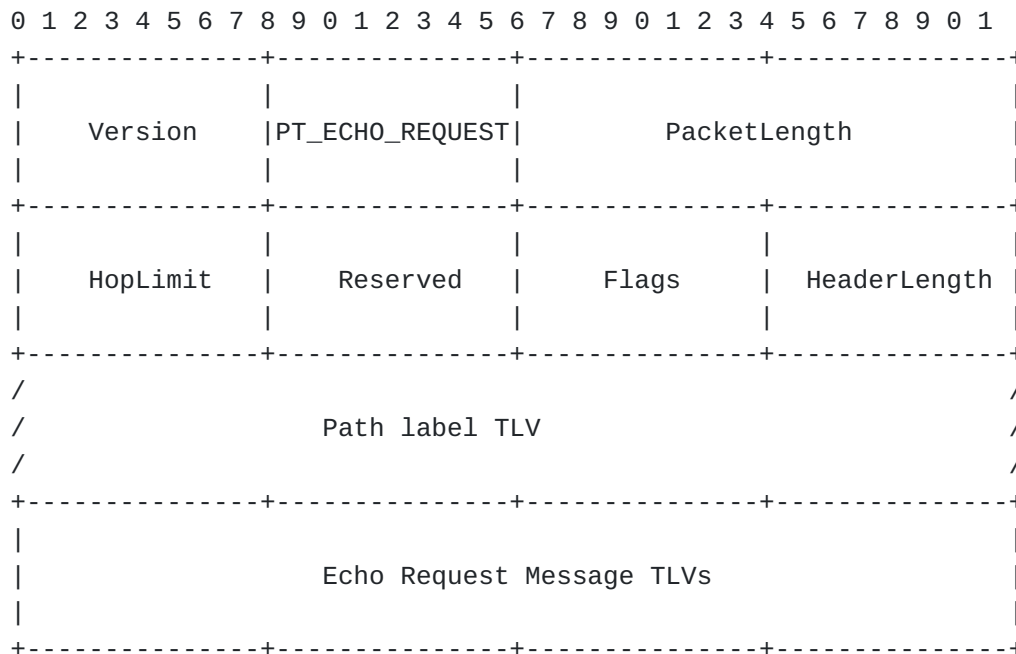 0 1 2 3 4 5 6 7 8 9 0 1 2 3 4 5 6 7 8 9 0 1 2 3 4 5 6 7 8 9 0 1
+---------------+---------------+---------------+---------------+
|               |               |                               |
|    Version    |PT_ECHO_REQUEST|         PacketLength          |
|               |               |                               |
+---------------+---------------+---------------+---------------+
|               |               |               |               |
|    HopLimit   |    Reserved   |     Flags     |  HeaderLength |
|               |               |               |               |
+---------------+---------------+---------------+---------------+
/                                                               /
/                   Path label TLV                              /
/                                                               /
+---------------+---------------+---------------+---------------+
|                                                               |
|                   Echo Request Message TLVs                   |
|                                                               |
+---------------+---------------+---------------+---------------+